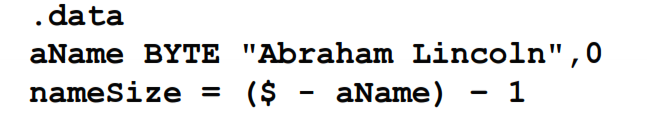 .data
aName BYTE "Abraham Lincoln",0
nameSize = ($ - aName) – 1